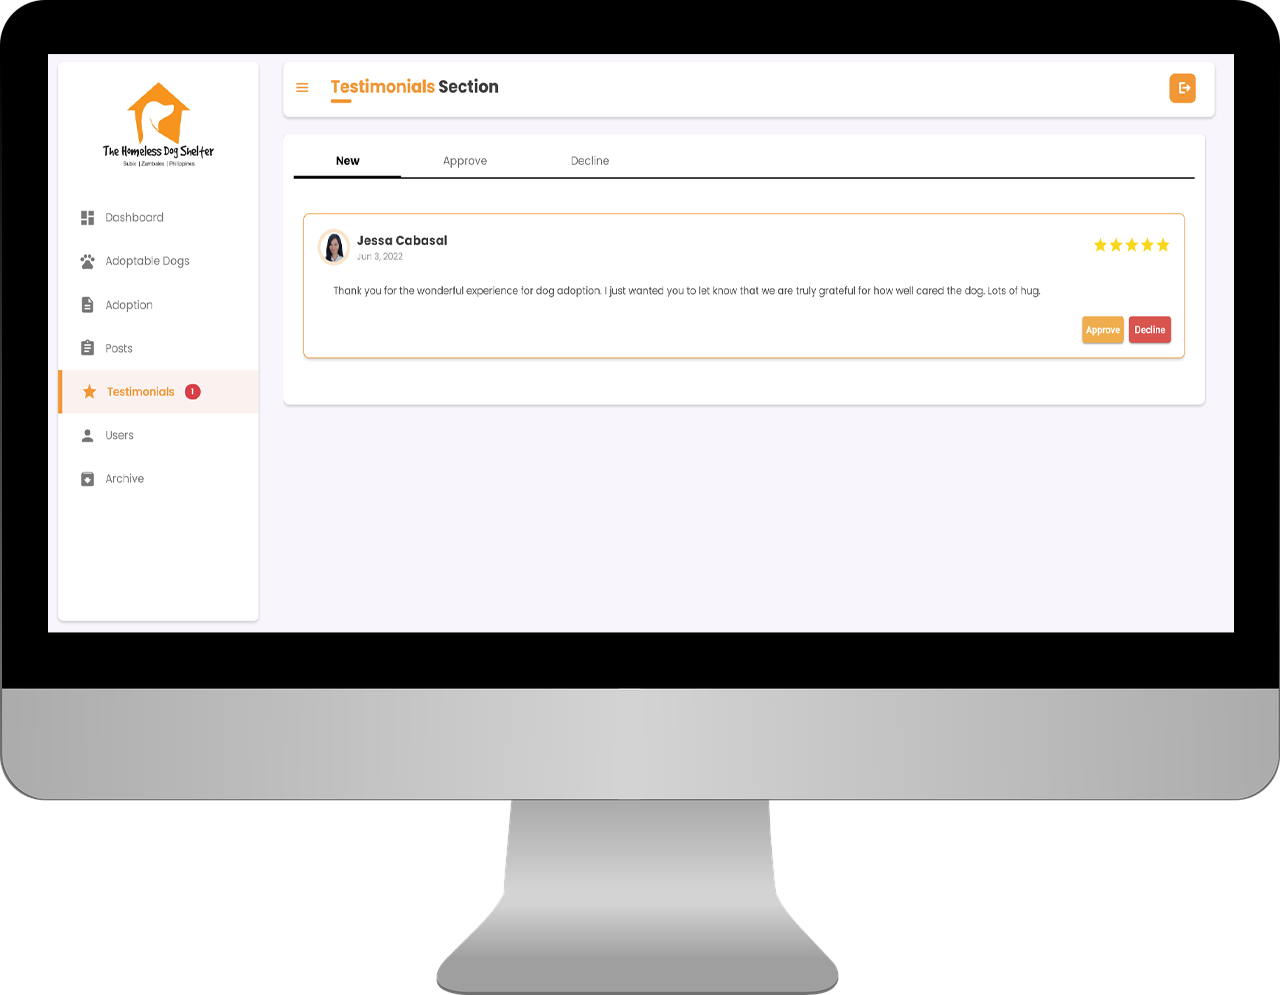 The Homeless Dog Shelter
Subic | Zambales | Philippines
Dashboard
Adoptable Dogs
Adoption
Posts
Testimonials 1
Users
Archive
Testimonials Section
New Approve Decline
Jessa Cabasal
Jun 3, 2022
Thank you for the wonderful experience for dog adoption. I just wanted you to let know that we are truly grateful for how well cared the dog. Lots of hug.
Approve Decline